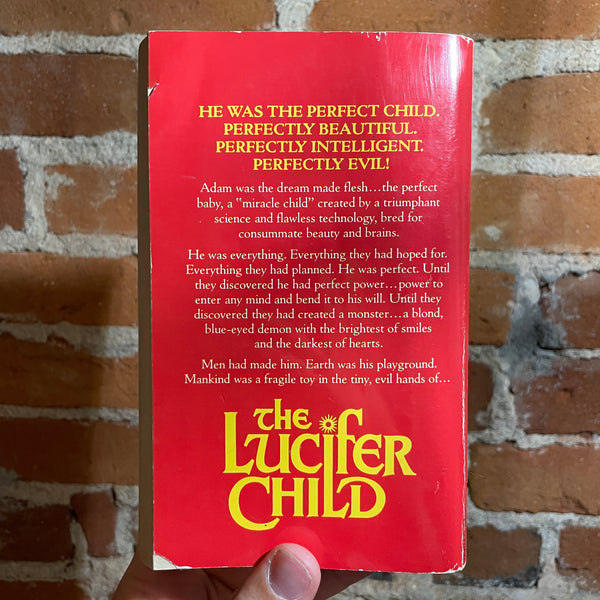 HE WAS THE PERFECT CHILD.
PERFECTLY BEAUTIFUL.
PERFECTLY INTELLIGENT.
PERFECTLY EVIL!
Adam was the dream made flesh...the perfect
baby, a "miracle child" created by a triumphant
science and flawless technology, bred for
consummate beauty and brains.
He was everything. Everything they had hoped for.
Everything they had planned. He was perfect. Until
they discovered he had perfect power...power to
enter any mind and bend it to his will. Until they
discovered they had created a monster...a blond,
blue-eyed demon with the brightest of smiles
and the darkest of hearts.
Men had made him. Earth was his playground.
Mankind was a fragile toy in the tiny, evil hands of...
THE
LUCIFER
CHILD